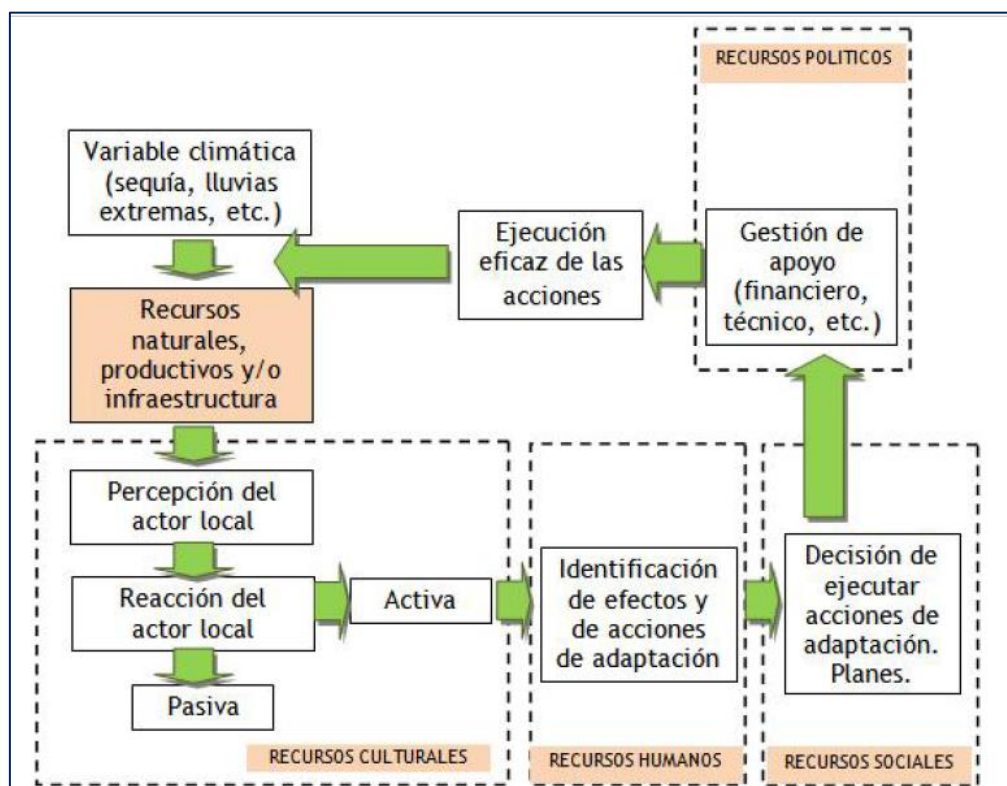 RECURSOS POLITICOS
Variable climática
(sequía, lluvias
extremas, etc.)
Ejecución
eficaz de las
acciones
Gestión de
apoyo
(financiero,
técnico, etc.)
Recursos
naturales,
productivos y/o
infraestructura
Percepción del
actor local
Reacción del
actor local
Activa
Pasiva
Identificación
de efectos y
de acciones
de adaptación
Decisión de
ejecutar
acciones de
adaptación.
Planes.
RECURSOS CULTURALES
RECURSOS HUMANOS
RECURSOS SOCIALES